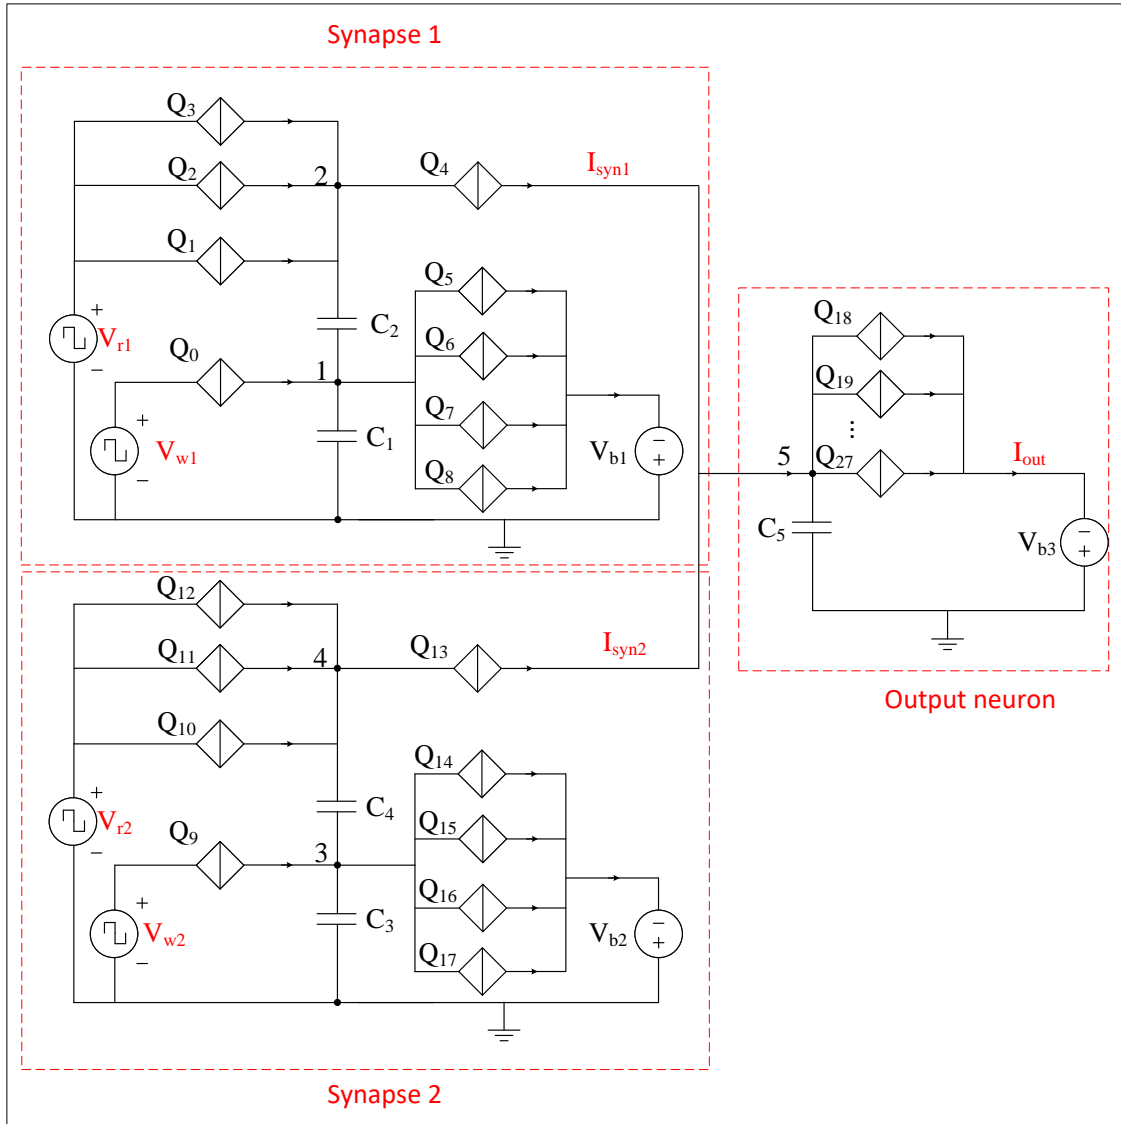 Synapse 1
Q3
Q2
2
Q4
Isyn1
Q1
Q5
+
Vr1
−
C2
Q18
Q0
1
Q6
Q19
+
Vw1
−
C1
Q7
Vb1
−
+
⋮
5
Q27
Iout
Q8
C5
Vb3
−
+
Q12
Q11
4
Q13
Isyn2
Output neuron
Q10
Q14
+
Vr2
−
C4
Q15
Q9
3
+
Vw2
−
C3
Q16
Vb2
−
+
Q17
Synapse 2